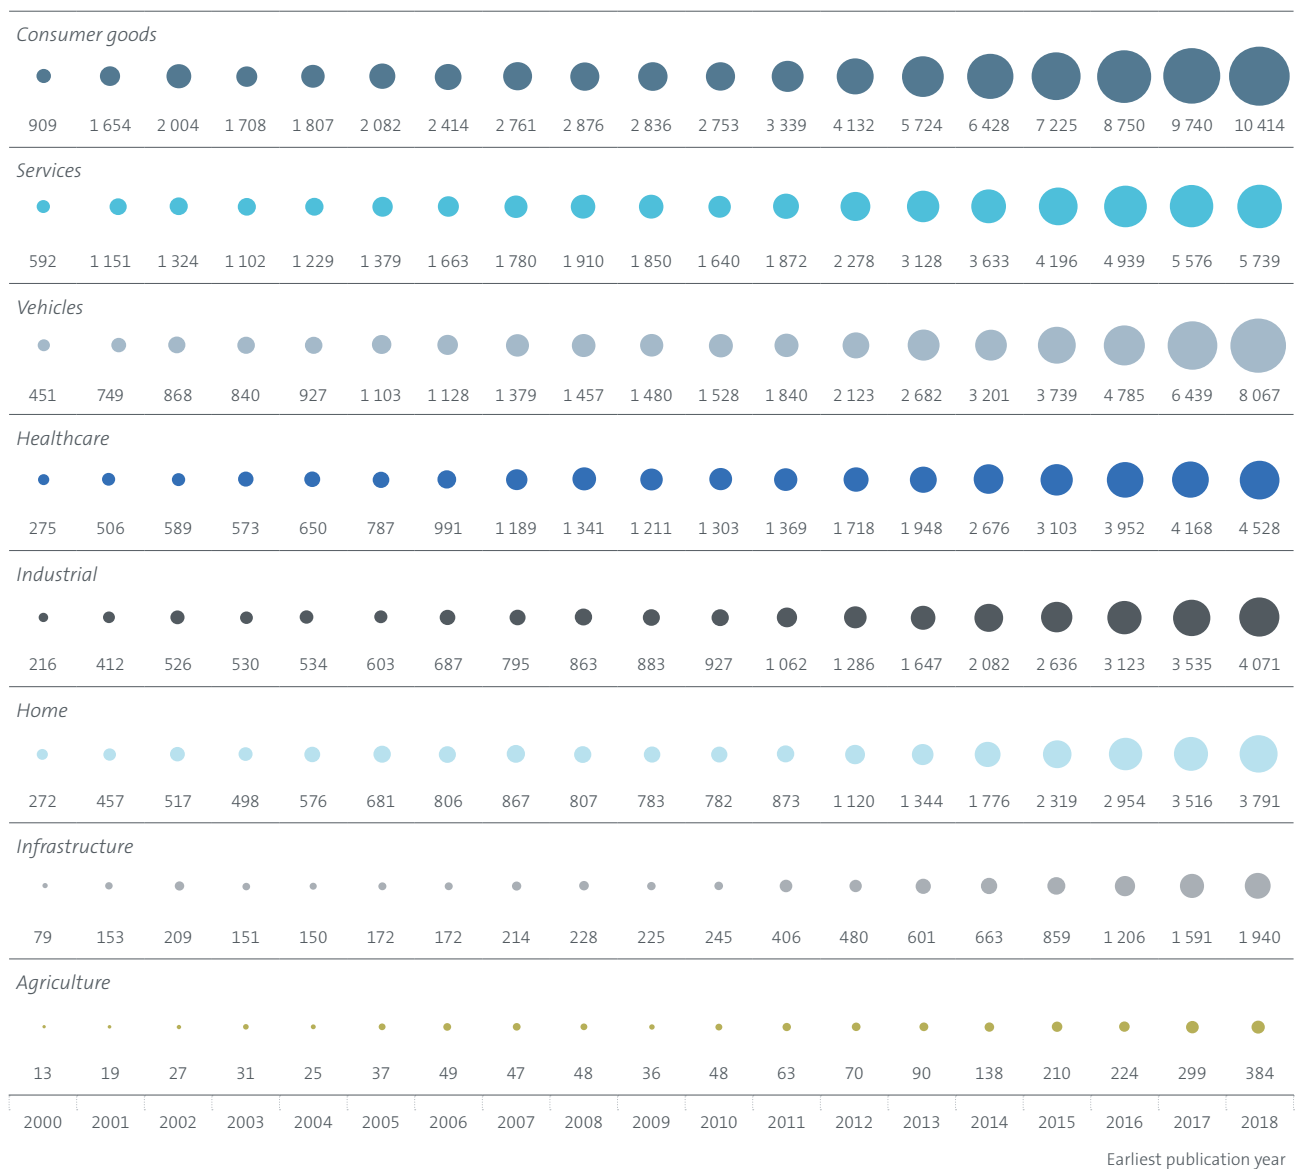 Consumer goods
909 1 654 2 004 1 708 1 807 2 082 2 414 2 761 2 876 2 836 2 753 3 339 4 132 5 724 6 428 7 225 8 750 9 740 10 414
Services
592 1 151 1 324 1 102 1 229 1 379 1 663 1 780 1 910 1 850 1 640 1 872 2 278 3 128 3 633 4 196 4 939 5 576 5 739
Vehicles
451 749 868 840 927 1 103 1 128 1 379 1 457 1 480 1 528 1 840 2 123 2 682 3 201 3 739 4 785 6 439 8 067
Healthcare
275 506 589 573 650 787 991 1 189 1 341 1 211 1 303 1 369 1 718 1 948 2 676 3 103 3 952 4 168 4 528
Industrial
216 412 526 530 534 603 687 795 863 883 927 1 062 1 286 1 647 2 082 2 636 3 123 3 535 4 071
Home
272 457 517 498 576 681 806 867 807 783 782 873 1 120 1 344 1 776 2 319 2 954 3 516 3 791
Infrastructure
79 153 209 151 150 172 172 214 228 225 245 406 480 601 663 859 1 206 1 591 1 940
Agriculture
13 19 27 31 25 37 49 47 48 36 48 63 70 90 138 210 224 299 384
2000 2001 2002 2003 2004 2005 2006 2007 2008 2009 2010 2011 2012 2013 2014 2015 2016 2017 2018
Earliest publication year